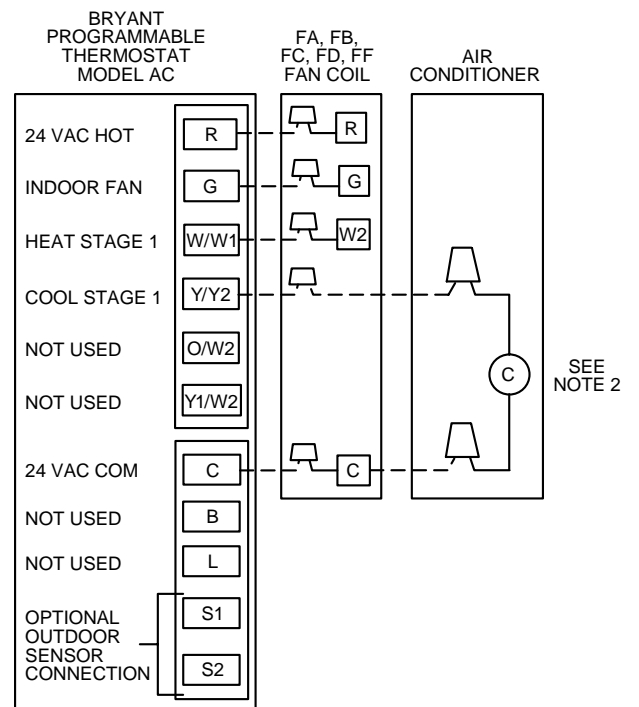 BRYANT
PROGRAMMABLE
THERMOSTAT
MODEL AC
FA, FB,
FC, FD, FF
FAN COIL
AIR
CONDITIONER
24 VAC HOT R R
INDOOR FAN G G
HEAT STAGE 1 W/W1 W2
COOL STAGE 1 Y/Y2
NOT USED O/W2
C
SEE
NOTE 2
NOT USED Y1/W2
24 VAC COM C C
NOT USED B
NOT USED L
OPTIONAL
OUTDOOR
SENSOR
CONNECTION
S1
S2